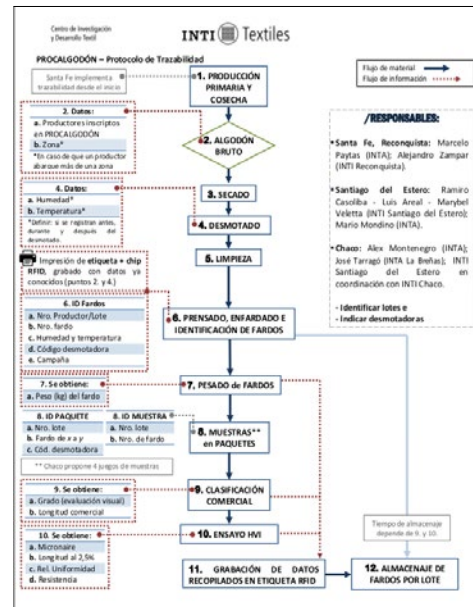 Centro de Investigación
y Desarrollo Textil
INTI Textiles
PROCALGODÓN – Protocolo de Trazabilidad
Santa Fe implementa
trazabilidad desde el inicio
1. PRODUCCIÓN
PRIMARIA Y
COSECHA
Flujo de material
Flujo de información
2. Datos:
a. Productores inscriptos
en PROCALGODÓN
b. Zona*
*En caso de que un productor
abarque más de una zona
2. ALGODÓN
BRUTO
/RESPONSABLES:
*Santa Fe, Reconquista: Marcelo
Paytas (INTA); Alejandro Zampar
(INTI Reconquista).
*Santiago del Estero: Ramiro
Casóliba - Luis Areal - Marybel
Veletta (INTI Santiago del Estero);
Mario Mondino (INTA).
*Chaco: Alex Montenegro (INTA);
José Tarragó (INTA La Breñas); INTI
Santiago del Estero en
coordinación con INTI Chaco.
- Identificar lotes e
- Indicar desmotadoras
3. SECADO
4. Datos:
a. Humedad*
b. Temperatura*
*Definir: si se registran antes,
durante y después del
desmotado.
4. DESMOTADO
5. LIMPIEZA
Impresión de etiqueta + chip
RFID, grabado con datos ya
conocidos (puntos 2. y 4.)
6. ID Fardos
a. Nro. Productor/Lote
b. Nro. fardo
c. Humedad y temperatura
d. Código desmotadora
e. Campaña
6. PRENSADO, ENFARDADO E
IDENTIFICACIÓN DE FARDOS
7. Se obtiene:
a. Peso (kg) del fardo
7. PESADO de FARDOS
8. ID PAQUETE
a. Nro. lote
b. Fardo de x a y
c. Cód. desmotadora
8. ID MUESTRA
a. Nro. lote
b. Nro. de fardo
8. MUESTRAS**
en PAQUETES
** Chaco propone 4 juegos de muestras
9. Se obtiene:
a. Grado (evaluación visual)
b. Longitud comercial
9. CLASIFICACIÓN
COMERCIAL
10. Se obtiene:
a. Micronaire
b. Longitud al 2,5%
c. Rel. Uniformidad
d. Resistencia
10. ENSAYO HVI
Tiempo de almacenaje
depende de 9. y 10.
11. GRABACIÓN DE DATOS
RECOPILADOS EN ETIQUETA RFID
12. ALMACENAJE DE
FARDOS POR LOTE